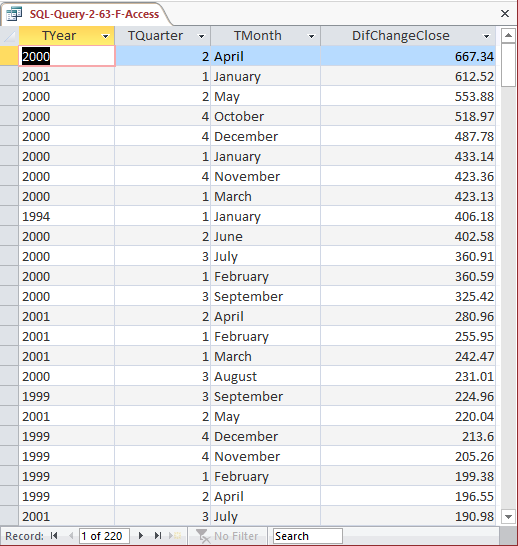 SQL-Query-2-63-F-Access
TYear TQuarter TMonth DifChangeClose
2000 2 April 667.34
2001 1 January 612.52
2000 2 May 553.88
2000 4 October 518.97
2000 4 December 487.78
2000 1 January 433.14
2000 4 November 423.36
2000 1 March 423.13
1994 1 January 406.18
2000 2 June 402.58
2000 3 July 360.91
2000 1 February 360.59
2000 3 September 325.42
2001 2 April 280.96
2001 1 February 255.95
2001 1 March 242.47
2000 3 August 231.01
1999 3 September 224.96
2001 2 May 220.04
1999 4 December 213.6
1999 4 November 205.26
1999 1 February 199.38
1999 2 April 196.55
2001 3 July 190.98
Record: 1 of 220 No Filter Search